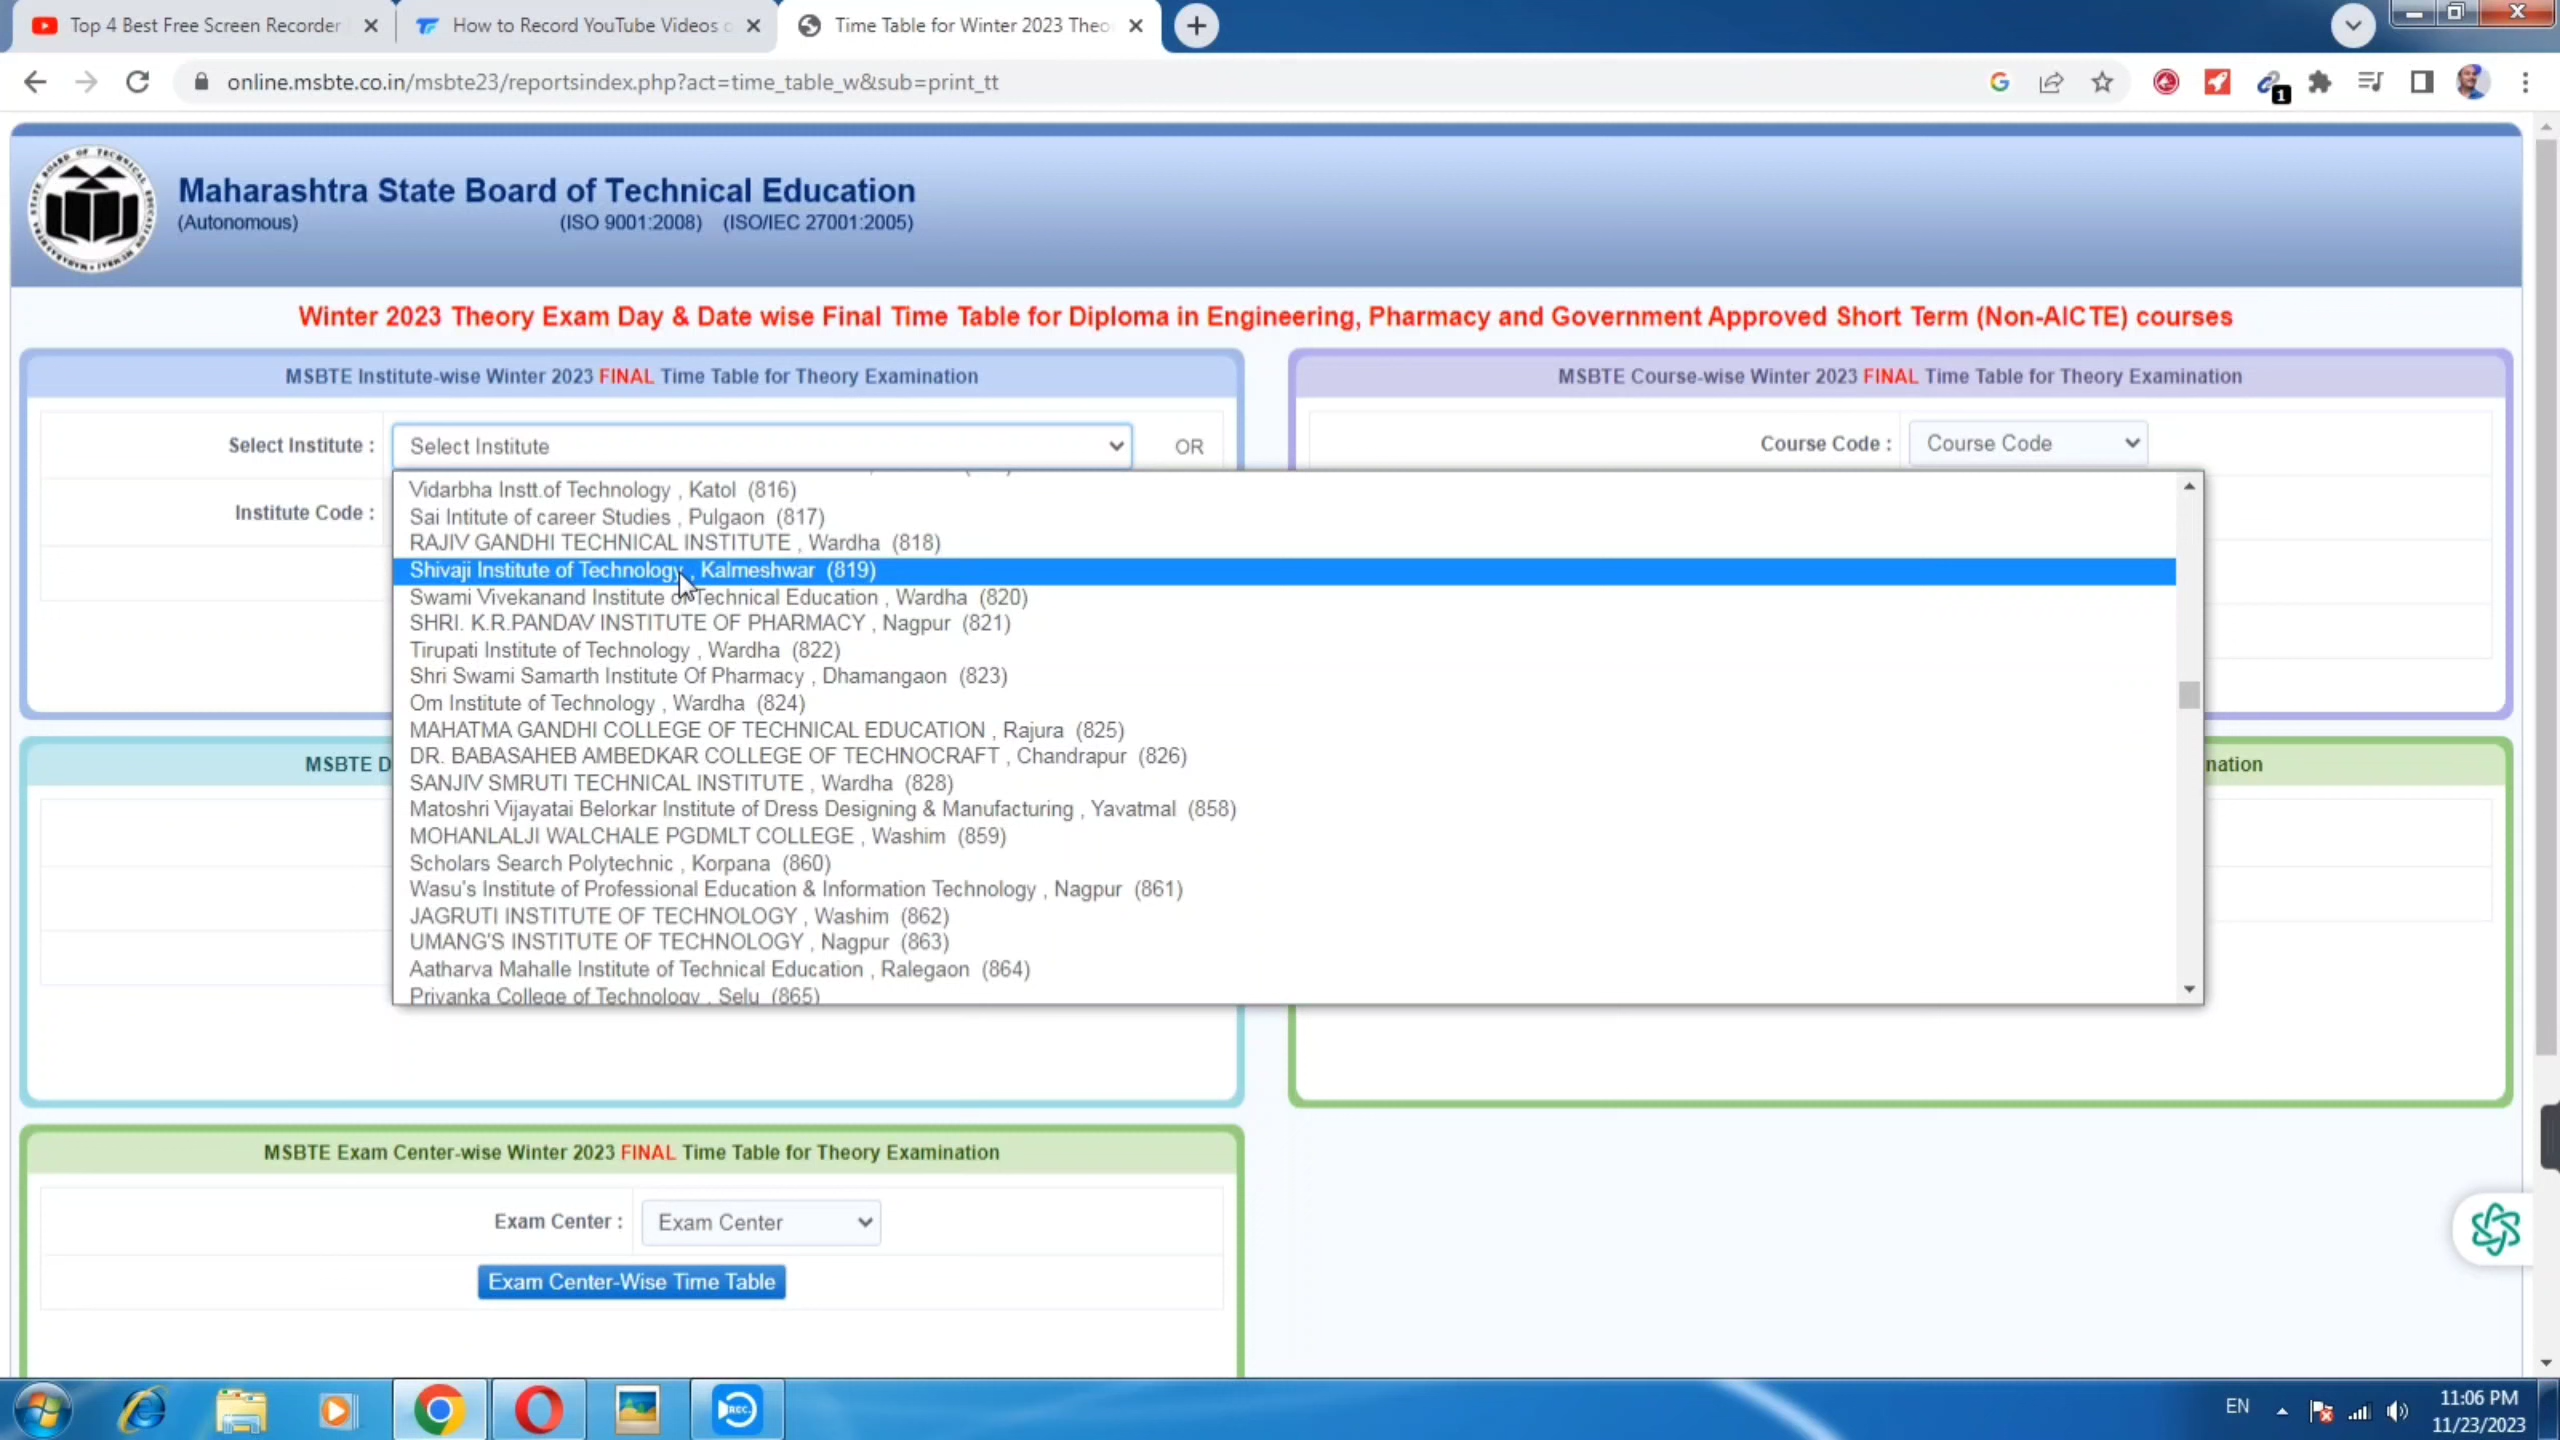 Top 4 Best Free Screen Recorder
How to Record YouTube Videos o
Time Table for Winter 2023 Theo
online.msbte.co.in/msbte23/reportsindex.php?act=time_table_w&sub=print_tt
1
Maharashtra State Board of Technical Education
(Autonomous) (ISO 9001:2008) (ISO/IEC 27001:2005)
Winter 2023 Theory Exam Day & Date wise Final Time Table for Diploma in Engineering, Pharmacy and Government Approved Short Term (Non-AICTE) courses
MSBTE Institute-wise Winter 2023 FINAL Time Table for Theory Examination
Select Institute : Select Institute OR
Institute Code :
MSBTE Course-wise Winter 2023 FINAL Time Table for Theory Examination
Course Code : Course Code
Vidarbha Instt.of Technology , Katol (816)
Sai Intitute of career Studies , Pulgaon (817)
RAJIV GANDHI TECHNICAL INSTITUTE , Wardha (818)
Shivaji Institute of Technology , Kalmeshwar (819)
Swami Vivekanand Institute of Technical Education , Wardha (820)
SHRI. K.R.PANDAV INSTITUTE OF PHARMACY , Nagpur (821)
Tirupati Institute of Technology , Wardha (822)
Shri Swami Samarth Institute Of Pharmacy , Dhamangaon (823)
Om Institute of Technology , Wardha (824)
MAHATMA GANDHI COLLEGE OF TECHNICAL EDUCATION , Rajura (825)
DR. BABASAHEB AMBEDKAR COLLEGE OF TECHNOCRAFT , Chandrapur (826)
SANJIV SMRUTI TECHNICAL INSTITUTE , Wardha (828)
Matoshri Vijayatai Belorkar Institute of Dress Designing & Manufacturing , Yavatmal (858)
MOHANLALJI WALCHALE PGDMLT COLLEGE , Washim (859)
Scholars Search Polytechnic , Korpana (860)
Wasu's Institute of Professional Education & Information Technology , Nagpur (861)
JAGRUTI INSTITUTE OF TECHNOLOGY , Washim (862)
UMANG'S INSTITUTE OF TECHNOLOGY , Nagpur (863)
Aatharva Mahalle Institute of Technical Education , Ralegaon (864)
Priyanka College of Technology , Selu (865)
MSBTE D
nation
MSBTE Exam Center-wise Winter 2023 FINAL Time Table for Theory Examination
Exam Center : Exam Center
Exam Center-Wise Time Table
REC
EN
11:06 PM
11/23/2023